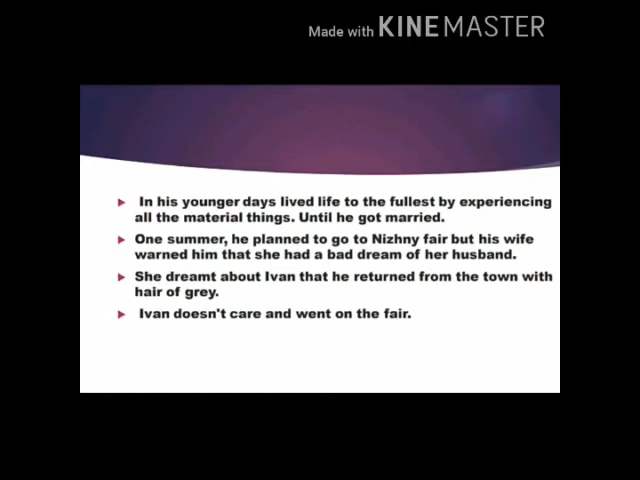 Made with KINEMASTER
In his younger days lived life to the fullest by experiencing
all the material things. Until he got married.
One summer, he planned to go to Nizhny fair but his wife
warned him that she had a bad dream of her husband.
She dreamt about Ivan that he returned from the town with
hair of grey.
Ivan doesn't care and went on the fair.